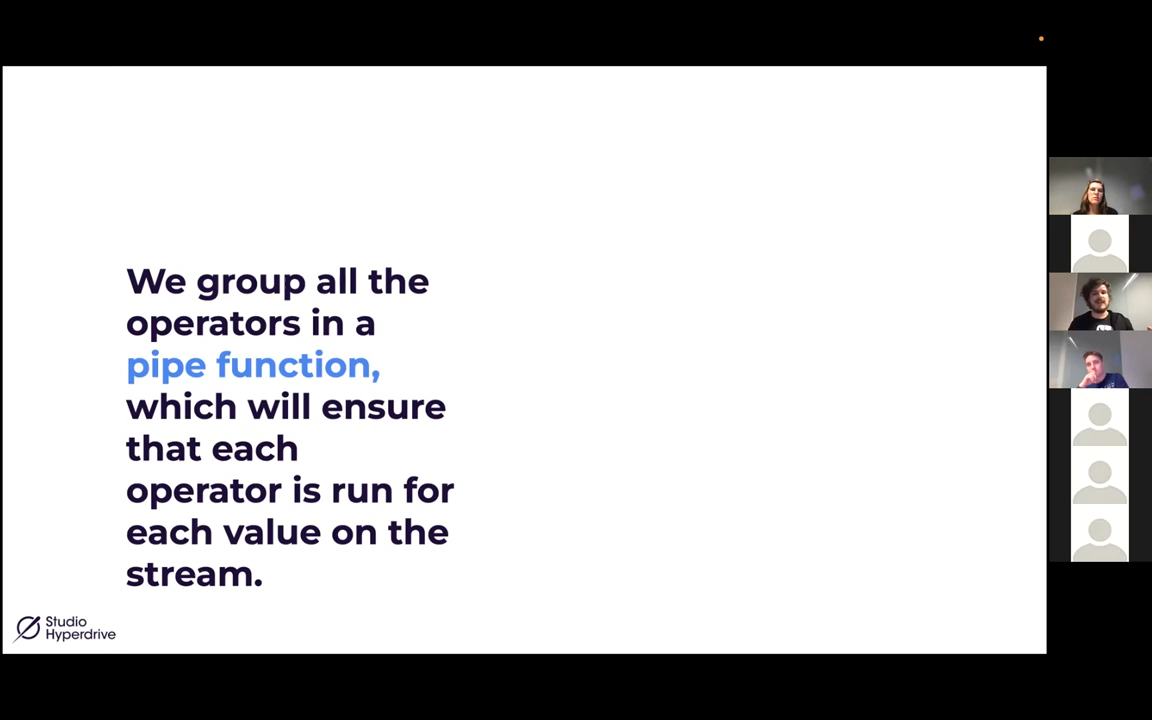 We group all the
operators in a
pipe function,
which will ensure
that each
operator is run for
each value on the
stream.
Studio
Hyperdrive